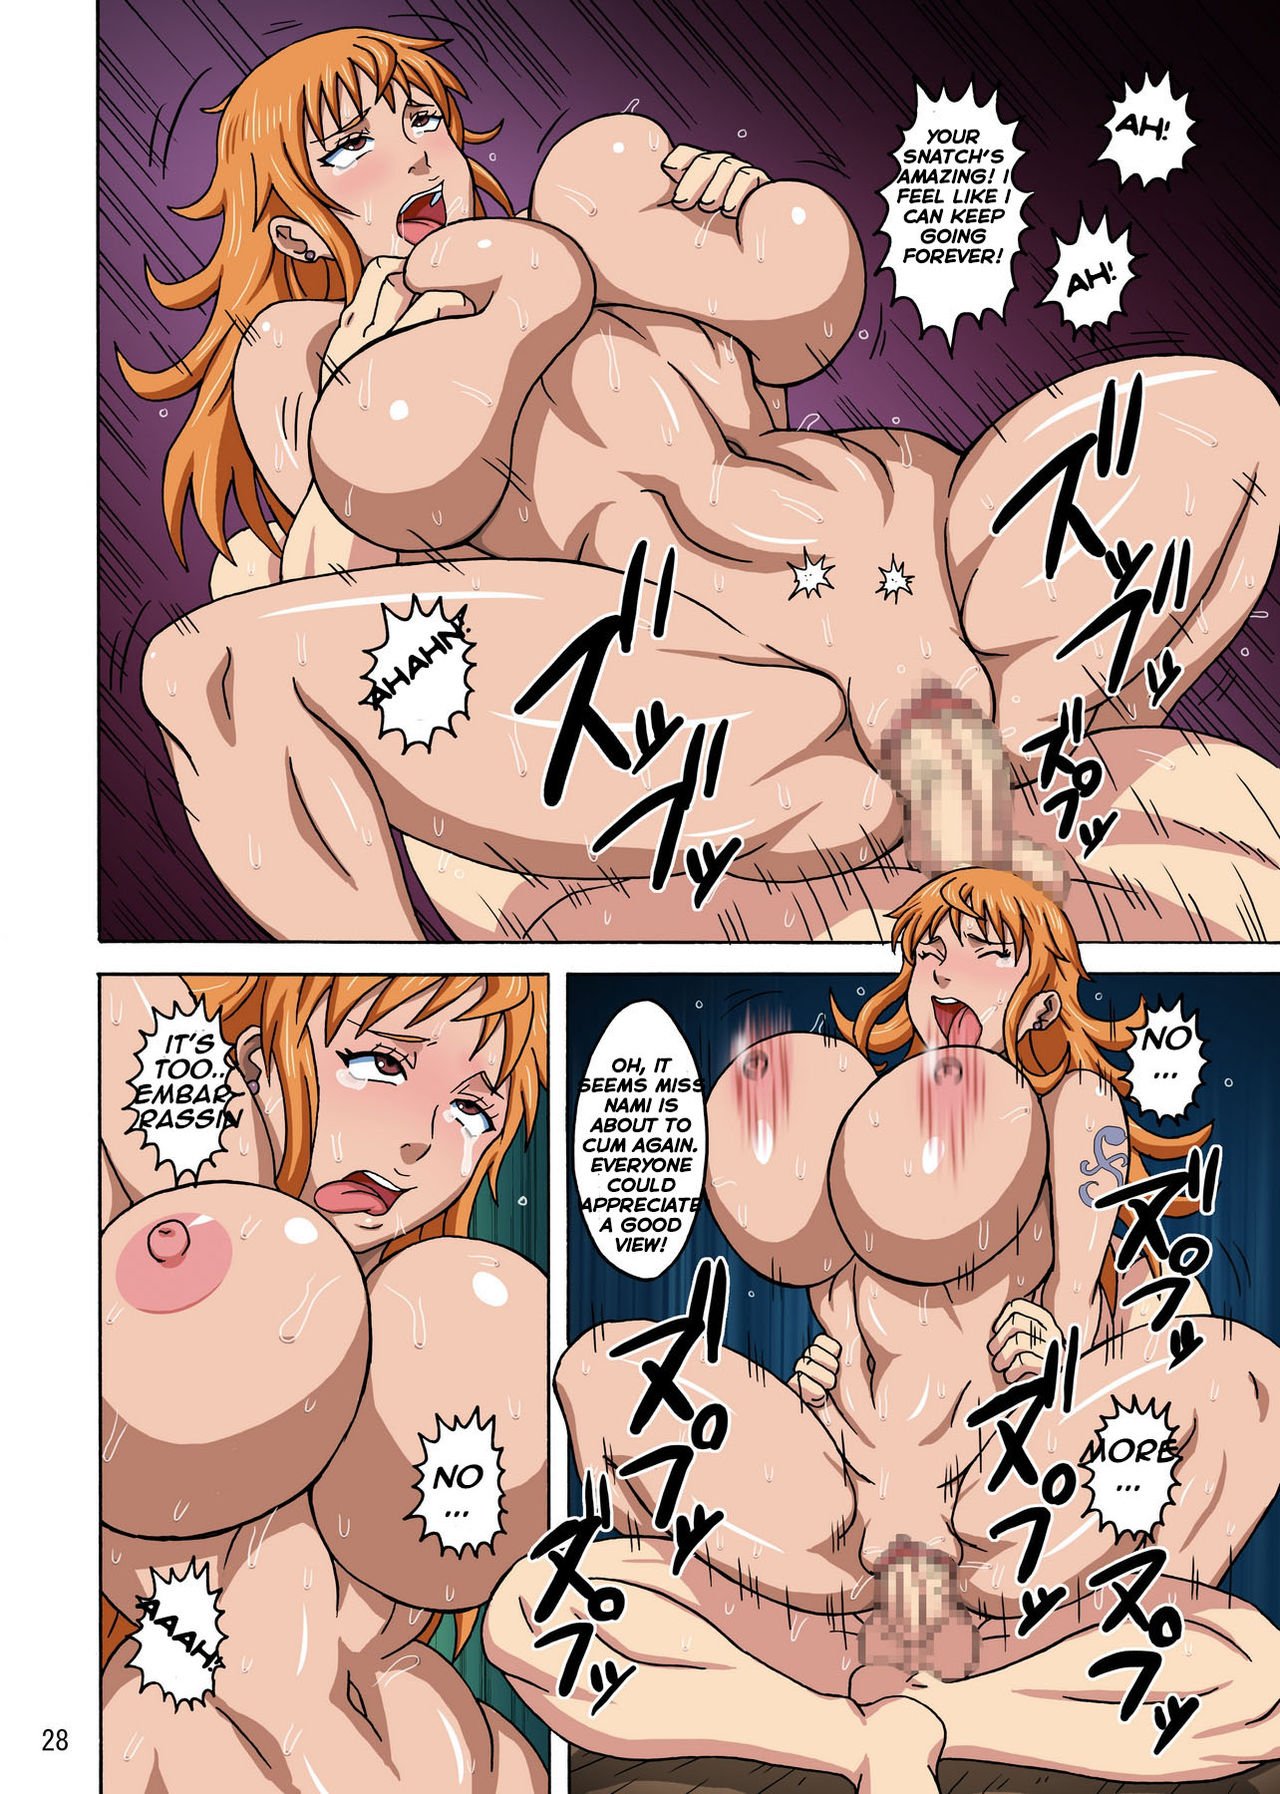 YOUR
SNATCH'S
AMAZING! I
FEEL LIKE I
CAN KEEP
GOING
FOREVER!
AH!
AH!
AHAHN!
ズッブッ
ズッブッ
ズプッ
IT'S
TOO..
EMBAR
RASSIN
NO
...
AAAH!
OH, IT
SEEMS MISS
NAMI IS
ABOUT TO
CUM AGAIN.
EVERYONE
COULD
APPRECIATE
A GOOD
VIEW!
NO
...
MORE
...
ヌプッ
ヌプッ
ヌプッ
ヌプッ
ヌプッ
28